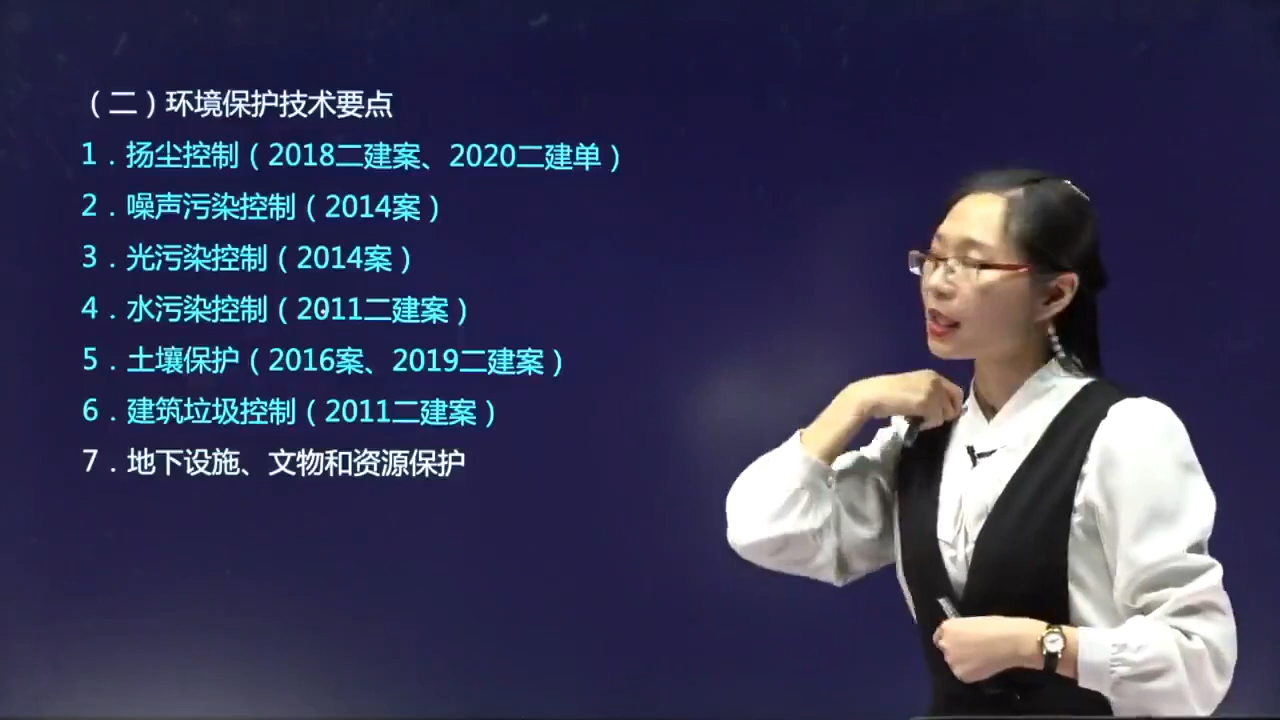 （二）环境保护技术要点
1．扬尘控制（2018二建案、2020二建单）
2．噪声污染控制（2014案）
3．光污染控制（2014案）
4．水污染控制（2011二建案）
5．土壤保护（2016案、2019二建案）
6．建筑垃圾控制（2011二建案）
7．地下设施、文物和资源保护